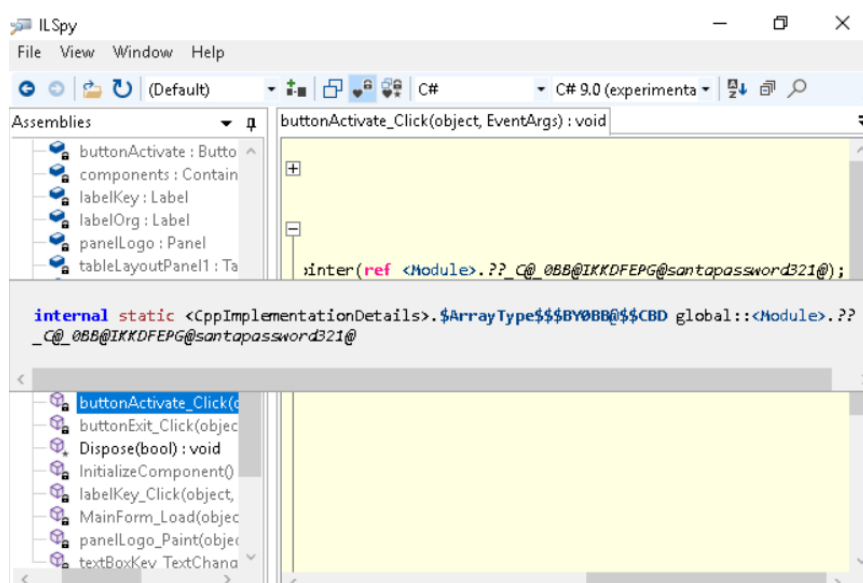 ILSpy
File View Window Help
(Default) C# C# 9.0 (experimenta
Assemblies
buttonActivate_Click(object, EventArgs) : void
buttonActivate : Butto
components : Contain
labelKey : Label
labelOrg : Label
panelLogo : Panel
tableLayoutPanel1 : Ta
inter(ref <Module>.??_C@_0BB@IKKDFEPG@santapassword321@);
internal static <CppImplementationDetails>.$ArrayType$$$BY0BB@$$CBD global::<Module>.??
_C@_0BB@IKKDFEPG@santapassword321@
buttonActivate_Click(
buttonExit_Click(objec
Dispose(bool) : void
InitializeComponent()
labelKey_Click(object,
MainForm_Load(objec
panelLogo_Paint(objec
textBoxKey_TextChang